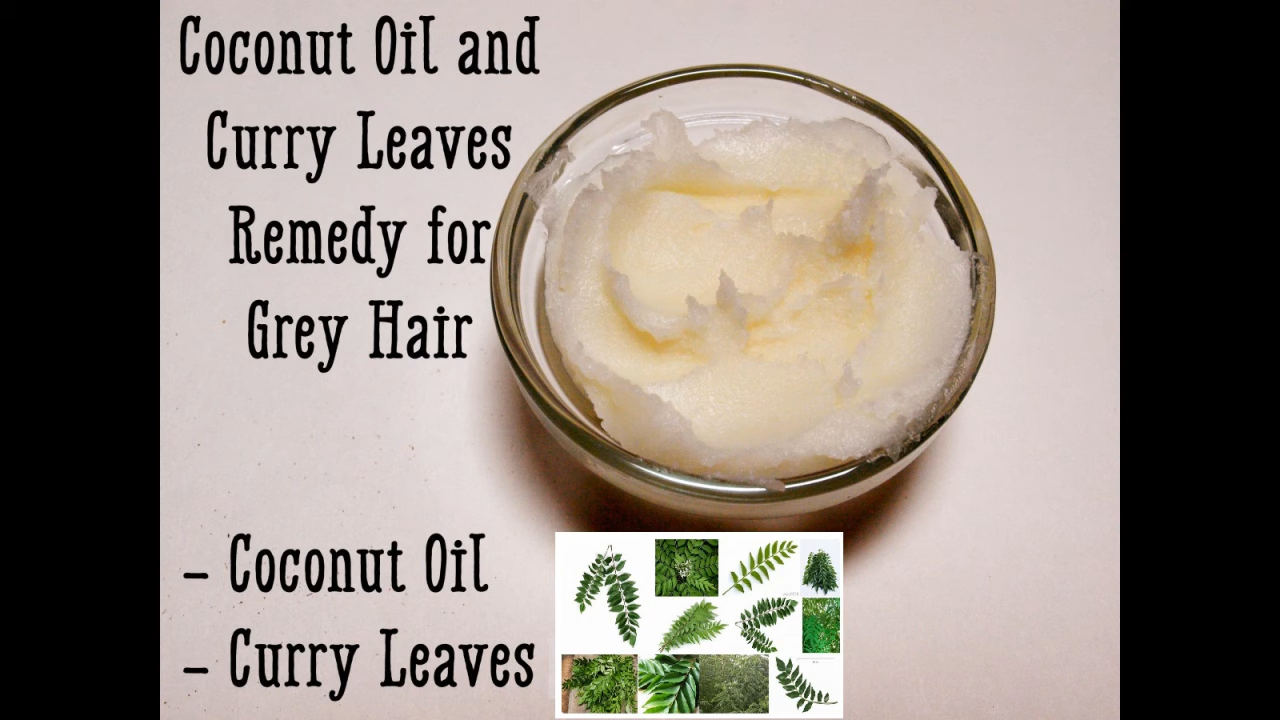 Coconut Oil and
Curry Leaves
Remedy for
Grey Hair
– Coconut Oil
– Curry Leaves